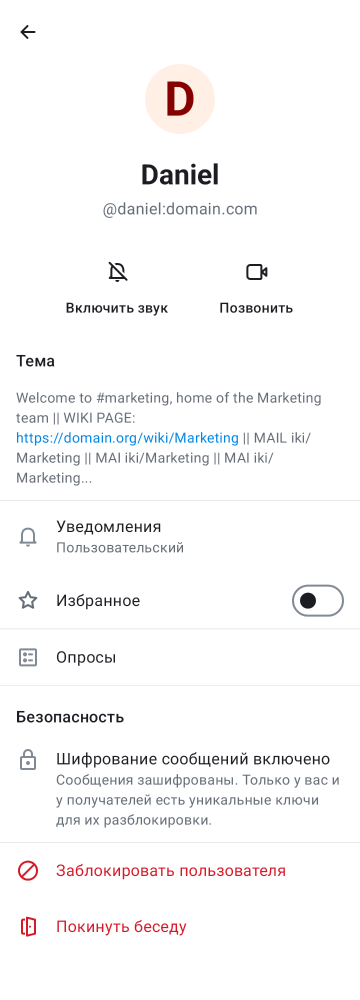 D
Daniel
@daniel:domain.com
Включить звук
Позвонить
Тема
Welcome to #marketing, home of the Marketing
team || WIKI PAGE:
https://domain.org/wiki/Marketing || MAIL iki/
Marketing || MAI iki/Marketing || MAI iki/
Marketing...
Уведомления
Пользовательский
Избранное
Опросы
Безопасность
Шифрование сообщений включено
Сообщения зашифрованы. Только у вас и
у получателей есть уникальные ключи
для их разблокировки.
Заблокировать пользователя
Покинуть беседу